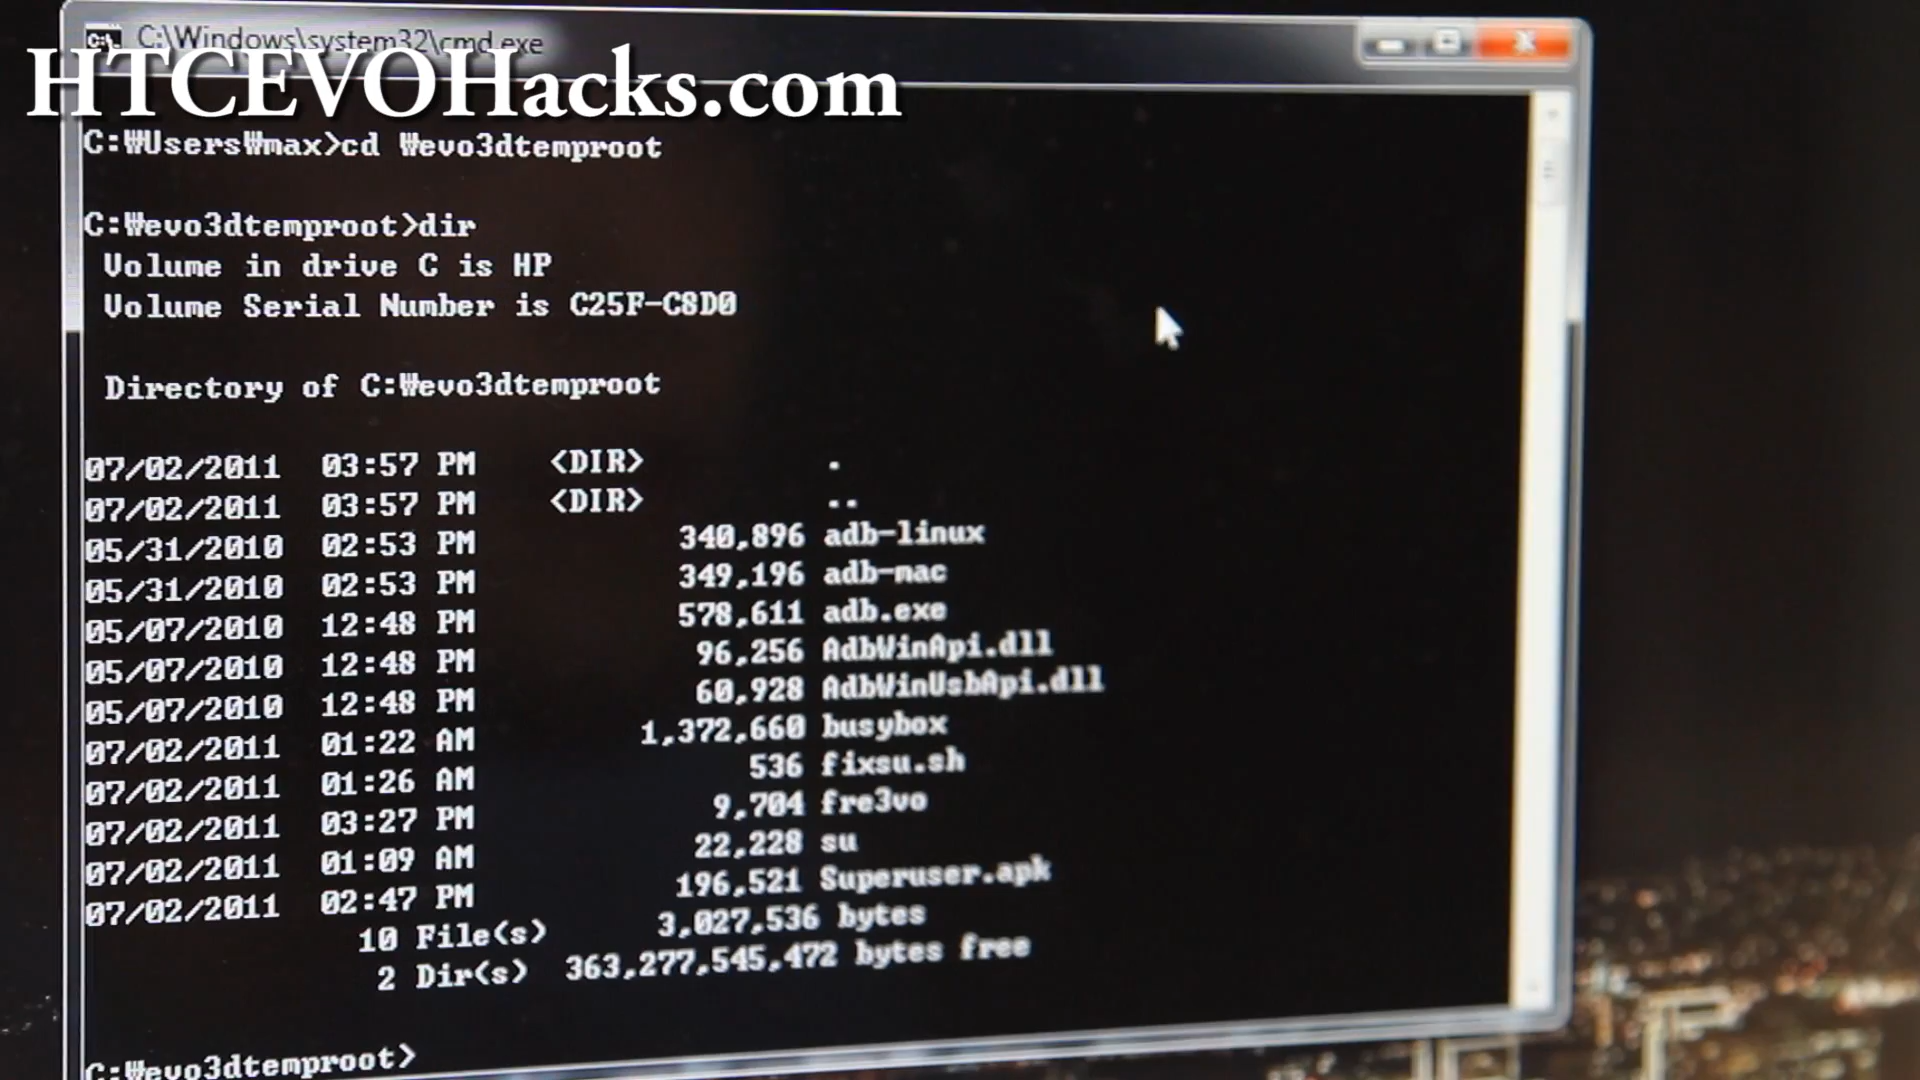 C:\Windows\system32\cmd.exe
HTCEVOHacks.com
C:₩Users₩max>cd ₩evo3dtemproot
C:₩evo3dtemproot>dir
Volume in drive C is HP
Volume Serial Number is C25F-C8D0
Directory of C:₩evo3dtemproot
07/02/2011 03:57 PM <DIR> .
07/02/2011 03:57 PM <DIR> ..
05/31/2010 02:53 PM 340,896 adb-linux
05/31/2010 02:53 PM 349,196 adb-mac
05/07/2010 12:48 PM 578,611 adb.exe
05/07/2010 12:48 PM 96,256 AdbWinApi.dll
05/07/2010 12:48 PM 60,928 AdbWinUsbApi.dll
07/02/2011 01:22 AM 1,372,660 busybox
07/02/2011 01:26 AM 536 fixsu.sh
07/02/2011 03:27 PM 9,704 fre3vo
07/02/2011 01:09 AM 22,228 su
07/02/2011 02:47 PM 196,521 Superuser.apk
10 File(s) 3,027,536 bytes
2 Dir(s) 363,277,545,472 bytes free
C:₩evo3dtemproot>